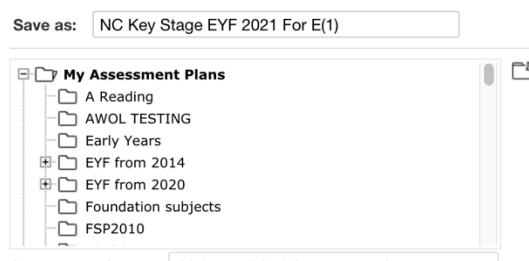 Save as: NC Key Stage EYF 2021 For E(1)
My Assessment Plans
A Reading
AWOL TESTING
Early Years
EYF from 2014
EYF from 2020
Foundation subjects
FSP2010